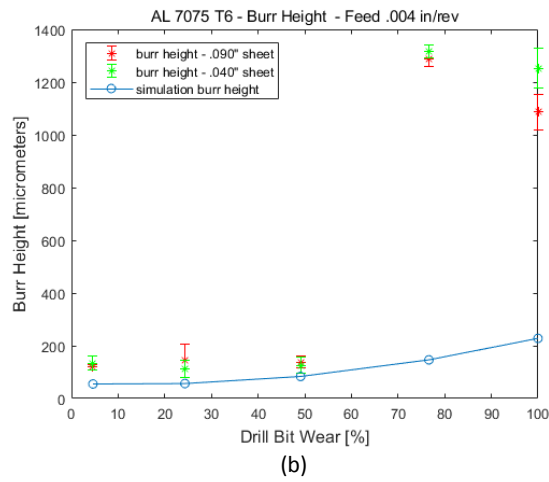 AL 7075 T6 - Burr Height - Feed .004 in/rev
1400
1200
1000
800
600
400
200
0
Burr Height [micrometers]
burr height - .090" sheet
burr height - .040" sheet
simulation burr height
0 10 20 30 40 50 60 70 80 90 100
Drill Bit Wear [%]
(b)